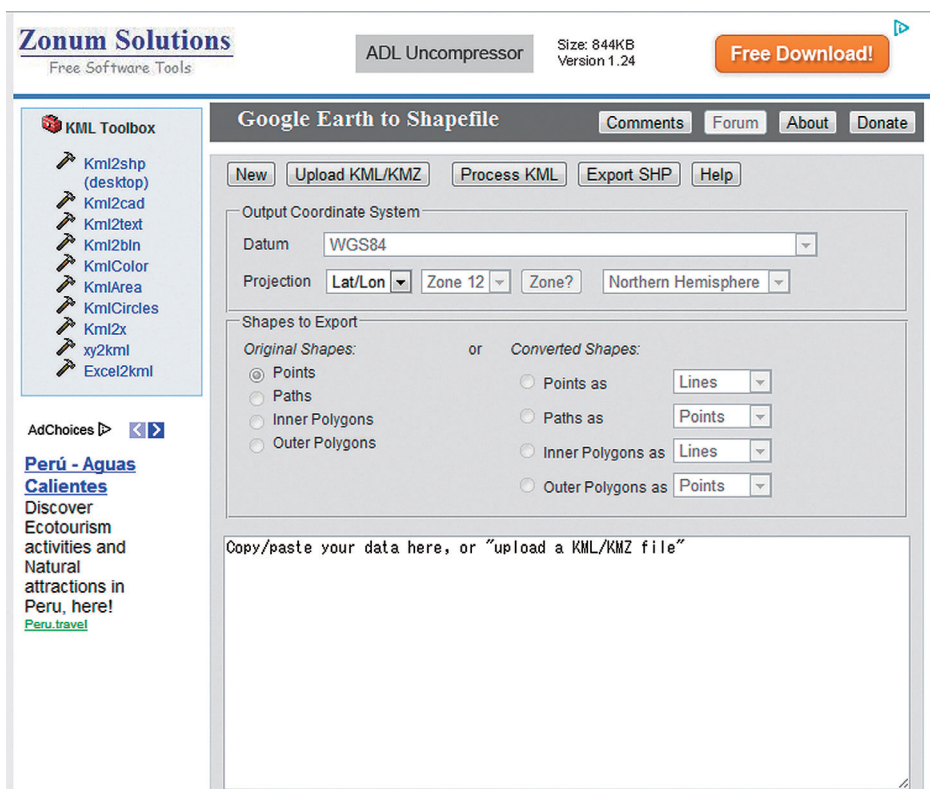 Zonum Solutions
Free Software Tools
ADL Uncompressor
Size: 844KB
Version 1.24
Free Download!
KML Toolbox
Kml2shp
(desktop)
Kml2cad
Kml2text
Kml2bln
KmlColor
KmlArea
KmlCircles
Kml2x
xy2kml
Excel2kml
AdChoices
Perú - Aguas
Calientes
Discover
Ecotourism
activities and
Natural
attractions in
Peru, here!
Peru.travel
Google Earth to Shapefile
Comments Forum About Donate
New Upload KML/KMZ Process KML Export SHP Help
Output Coordinate System
Datum WGS84
Projection Lat/Lon Zone 12 Zone? Northern Hemisphere
Shapes to Export
Original Shapes: or Converted Shapes:
Points
Paths
Inner Polygons
Outer Polygons
Points as Lines
Paths as Points
Inner Polygons as Lines
Outer Polygons as Points
Copy/paste your data here, or "upload a KML/KMZ file"